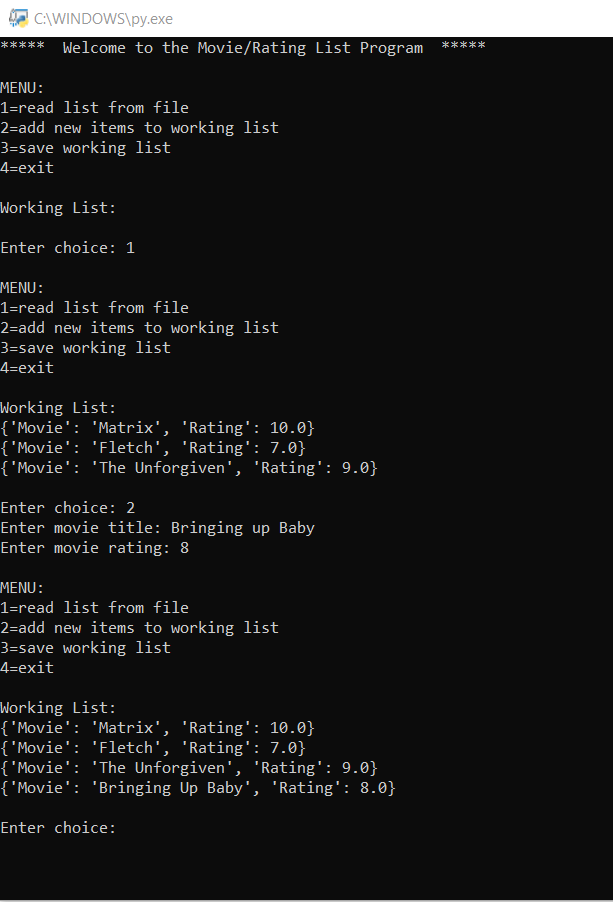 C:\WINDOWS\py.exe
*****  Welcome to the Movie/Rating List Program  *****
MENU:
1=read list from file
2=add new items to working list
3=save working list
4=exit
Working List:
Enter choice: 1
MENU:
1=read list from file
2=add new items to working list
3=save working list
4=exit
Working List:
{'Movie': 'Matrix', 'Rating': 10.0}
{'Movie': 'Fletch', 'Rating': 7.0}
{'Movie': 'The Unforgiven', 'Rating': 9.0}
Enter choice: 2
Enter movie title: Bringing up Baby
Enter movie rating: 8
MENU:
1=read list from file
2=add new items to working list
3=save working list
4=exit
Working List:
{'Movie': 'Matrix', 'Rating': 10.0}
{'Movie': 'Fletch', 'Rating': 7.0}
{'Movie': 'The Unforgiven', 'Rating': 9.0}
{'Movie': 'Bringing Up Baby', 'Rating': 8.0}
Enter choice: